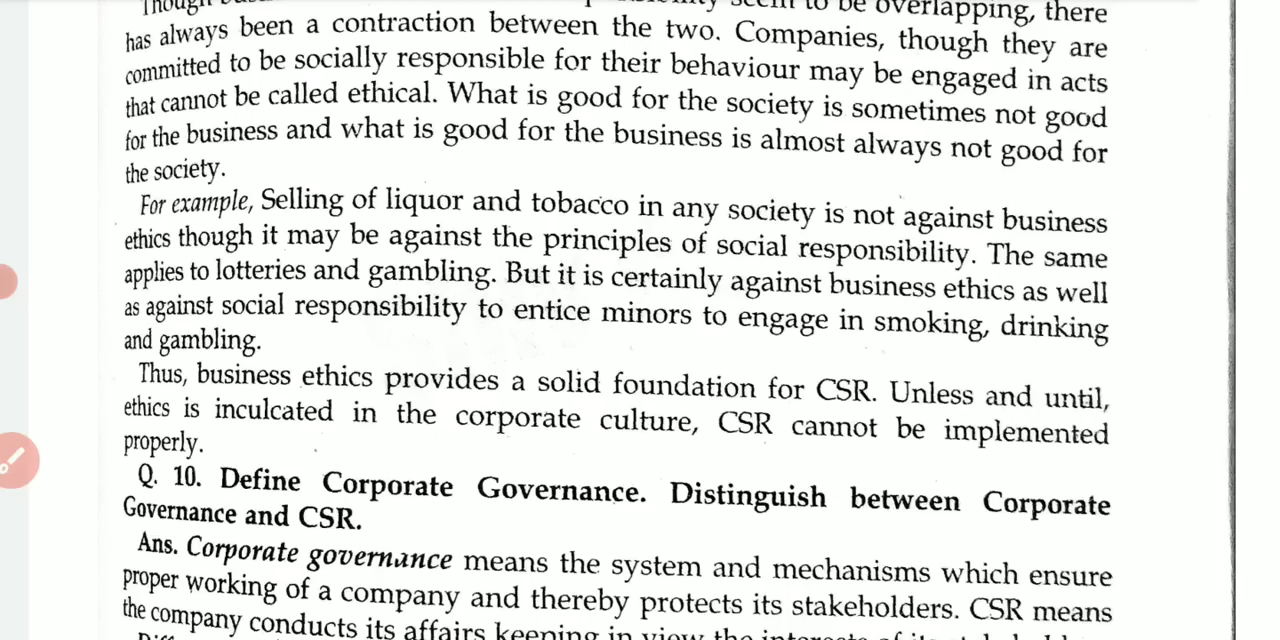 Though
to be overlapping, there
has always been a contraction between the two. Companies, though they are
committed to be socially responsible for their behaviour may be engaged in acts
that cannot be called ethical. What is good for the society is sometimes not good
for the business and what is good for the business is almost always not good for
the society.
For example, Selling of liquor and tobacco in any society is not against business
ethics though it may be against the principles of social responsibility. The same
applies to lotteries and gambling. But it is certainly against business ethics as well
as against social responsibility to entice minors to engage in smoking, drinking
and gambling.
Thus, business ethics provides a solid foundation for CSR. Unless and until,
ethics is inculcated in the corporate culture, CSR cannot be implemented
properly.
Q. 10. Define Corporate Governance. Distinguish between Corporate
Governance and CSR.
Ans. Corporate governance means the system and mechanisms which ensure
proper working of a company and thereby protects its stakeholders. CSR means
the company conducts its affairs keeping in view the interests of its